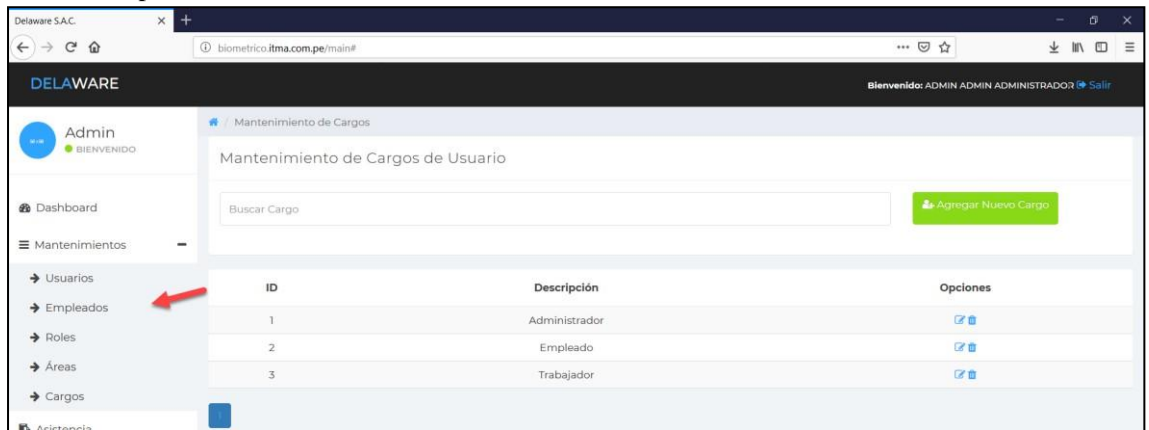 Delaware S.A.C.
biometrico.itma.com.pe/main#
DELAWARE
Bienvenido: ADMIN ADMIN ADMINISTRADOR Salir
Admin
BIENVENIDO
/ Mantenimiento de Cargos
Mantenimiento de Cargos de Usuario
Dashboard
Buscar Cargo
Agregar Nuevo Cargo
Mantenimientos
Usuarios
Empleados
Roles
Áreas
Cargos
Asistencia
ID Descripción Opciones
1 Administrador
2 Empleado
3 Trabajador
1